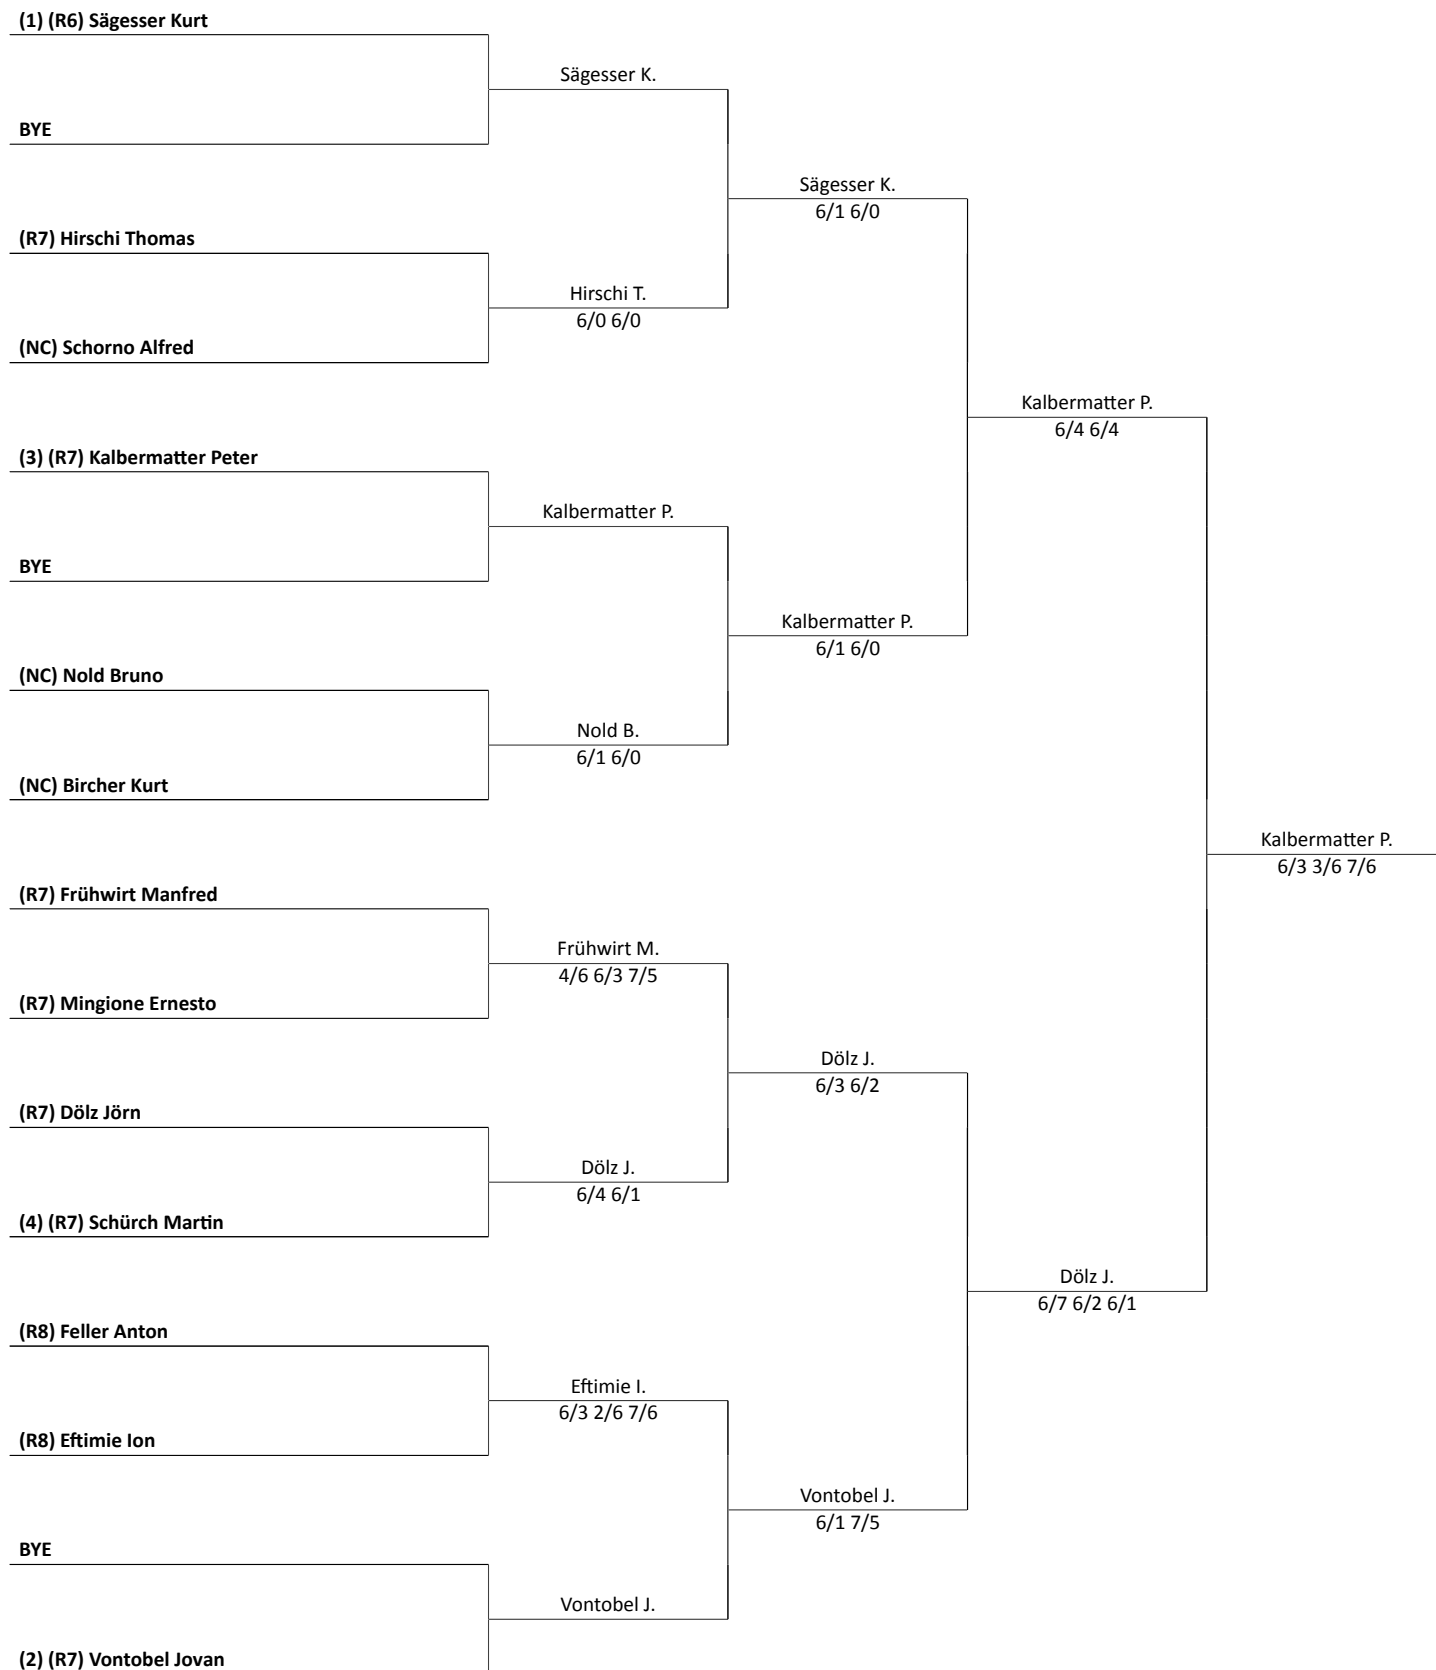 (1) (R6) Sägesser Kurt
Sägesser K.
BYE
Sägesser K.
6/1 6/0
(R7) Hirschi Thomas
Hirschi T.
6/0 6/0
(NC) Schorno Alfred
Kalbermatter P.
6/4 6/4
(3) (R7) Kalbermatter Peter
Kalbermatter P.
BYE
Kalbermatter P.
6/1 6/0
(NC) Nold Bruno
Nold B.
6/1 6/0
(NC) Bircher Kurt
Kalbermatter P.
6/3 3/6 7/6
(R7) Frühwirt Manfred
Frühwirt M.
4/6 6/3 7/5
(R7) Mingione Ernesto
Dölz J.
6/3 6/2
(R7) Dölz Jörn
Dölz J.
6/4 6/1
(4) (R7) Schürch Martin
Dölz J.
6/7 6/2 6/1
(R8) Feller Anton
Eftimie I.
6/3 2/6 7/6
(R8) Eftimie Ion
Vontobel J.
6/1 7/5
BYE
Vontobel J.
(2) (R7) Vontobel Jovan